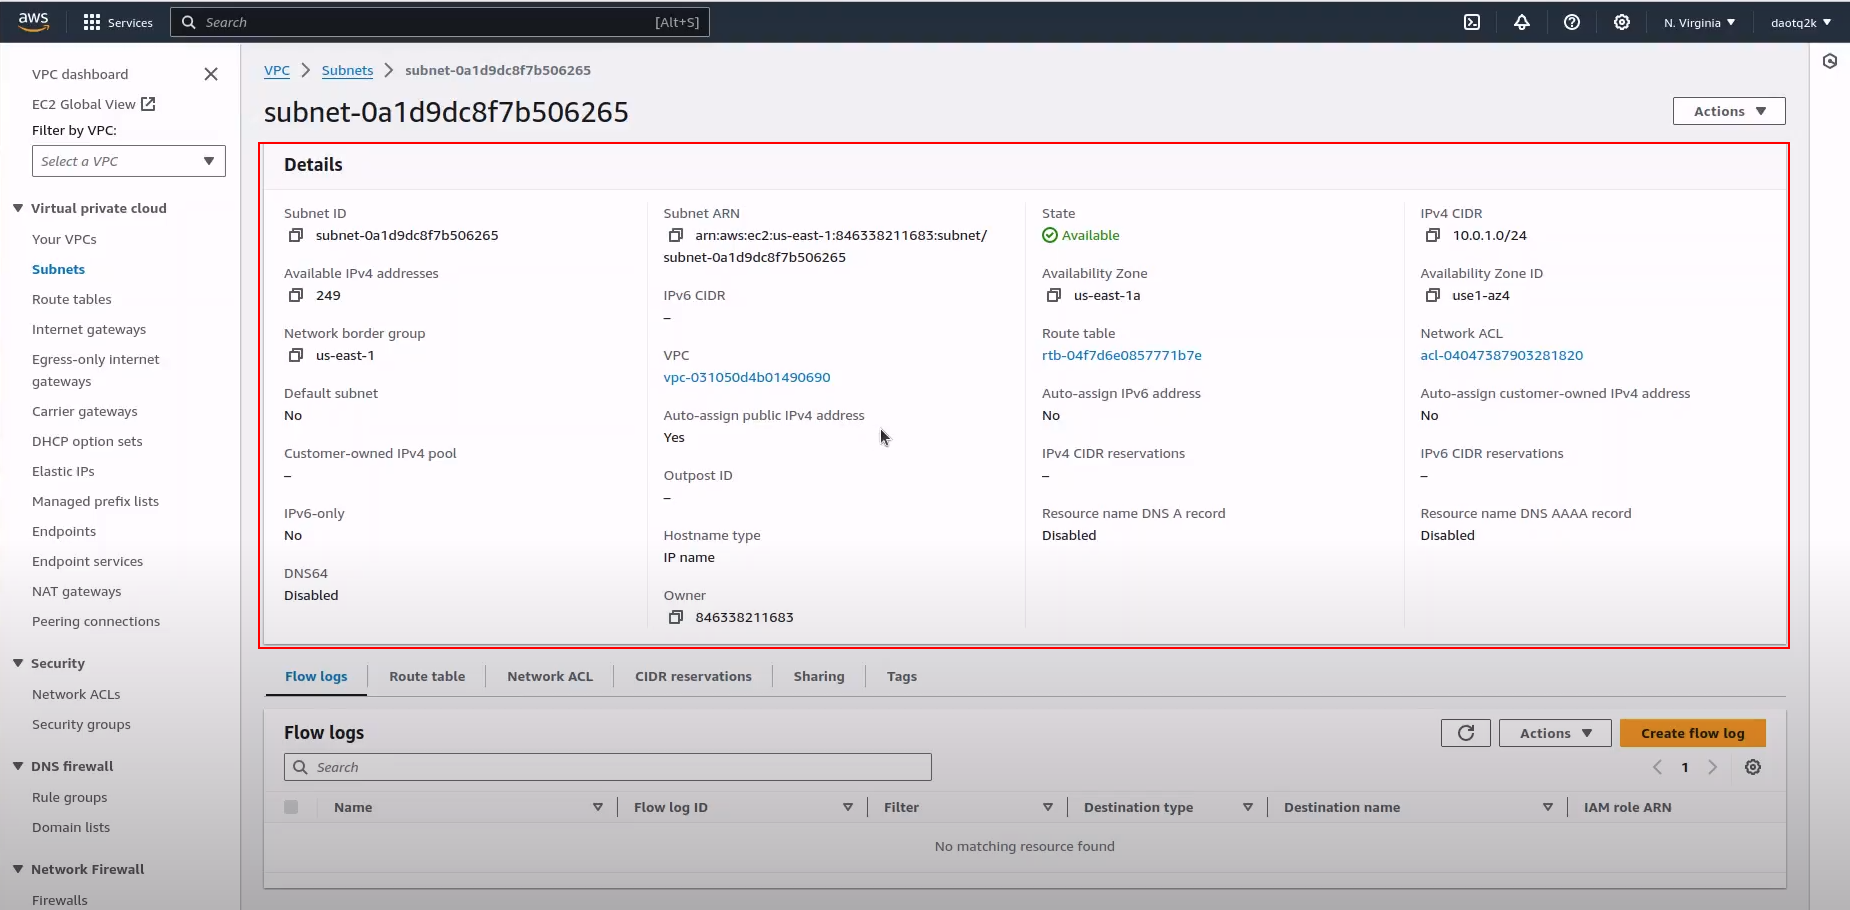 aws
Services
Search
[Alt+S]
N. Virginia
daotq2k
VPC dashboard
EC2 Global View
Filter by VPC:
Select a VPC
Virtual private cloud
Your VPCs
Subnets
Route tables
Internet gateways
Egress-only internet
gateways
Carrier gateways
DHCP option sets
Elastic IPs
Managed prefix lists
Endpoints
Endpoint services
NAT gateways
Peering connections
Security
Network ACLs
Security groups
DNS firewall
Rule groups
Domain lists
Network Firewall
Firewalls
VPC
Subnets
subnet-0a1d9dc8f7b506265
subnet-0a1d9dc8f7b506265
Actions
Details
Subnet ID
subnet-0a1d9dc8f7b506265
Available IPv4 addresses
249
Network border group
us-east-1
Default subnet
No
Customer-owned IPv4 pool
–
IPv6-only
No
DNS64
Disabled
Subnet ARN
arn:aws:ec2:us-east-1:846338211683:subnet/
subnet-0a1d9dc8f7b506265
IPv6 CIDR
–
VPC
vpc-031050d4b01490690
Auto-assign public IPv4 address
Yes
Outpost ID
–
Hostname type
IP name
Owner
846338211683
State
Available
Availability Zone
us-east-1a
Route table
rtb-04f7d6e0857771b7e
Auto-assign IPv6 address
No
IPv4 CIDR reservations
–
Resource name DNS A record
Disabled
IPv4 CIDR
10.0.1.0/24
Availability Zone ID
use1-az4
Network ACL
acl-04047387903281820
Auto-assign customer-owned IPv4 address
No
IPv6 CIDR reservations
–
Resource name DNS AAAA record
Disabled
Flow logs
Route table
Network ACL
CIDR reservations
Sharing
Tags
Flow logs
Actions
Create flow log
Search
1
Name
Flow log ID
Filter
Destination type
Destination name
IAM role ARN
No matching resource found